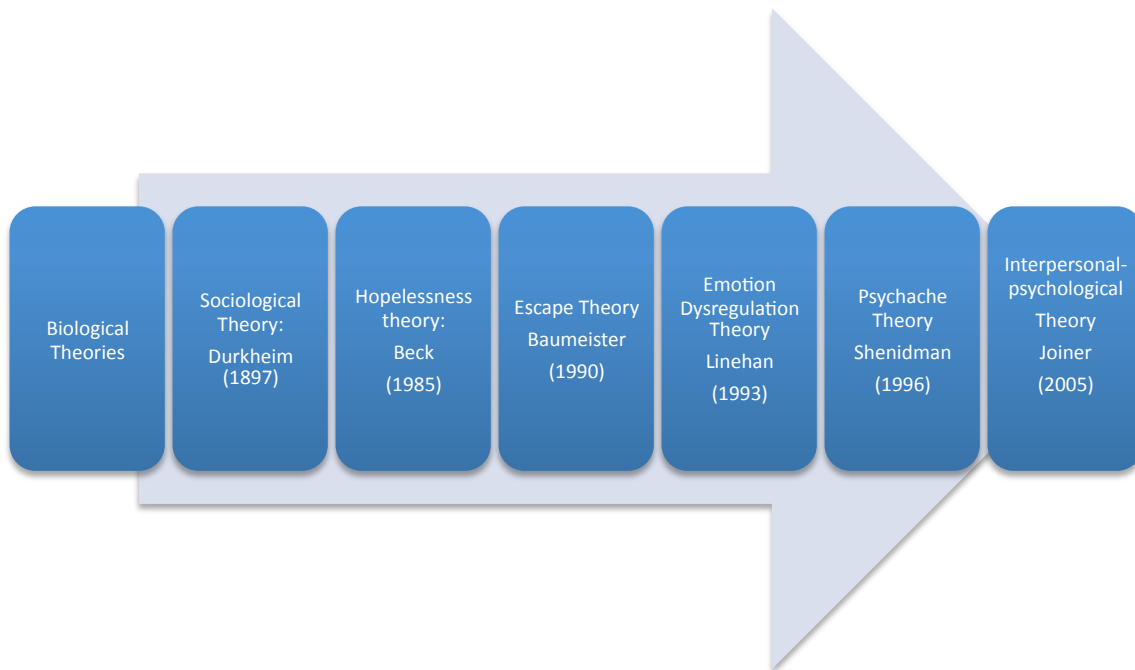 Biological
Theories
Sociological
Theory:
Durkheim
(1897)
Hopelessness
theory:
Beck
(1985)
Escape Theory
Baumeister
(1990)
Emotion
Dysregulation
Theory
Linehan
(1993)
Psychache
Theory
Shenidman
(1996)
Interpersonal-
psychological
Theory
Joiner
(2005)